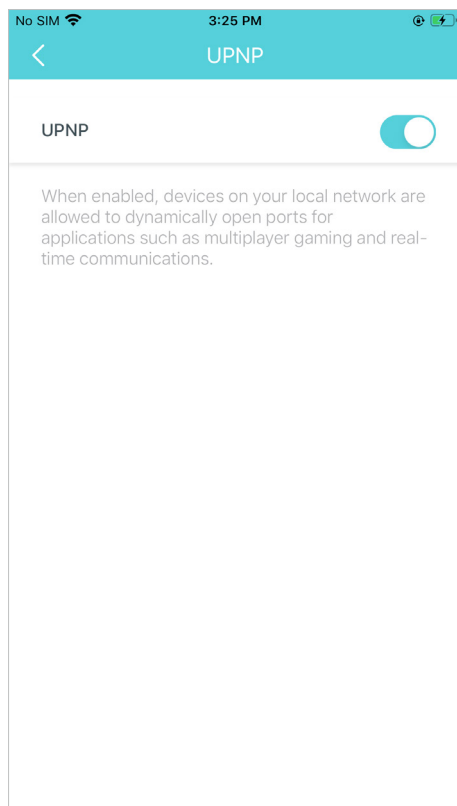 No SIM 3:25 PM
UPNP
UPNP
When enabled, devices on your local network are
allowed to dynamically open ports for
applications such as multiplayer gaming and real-
time communications.